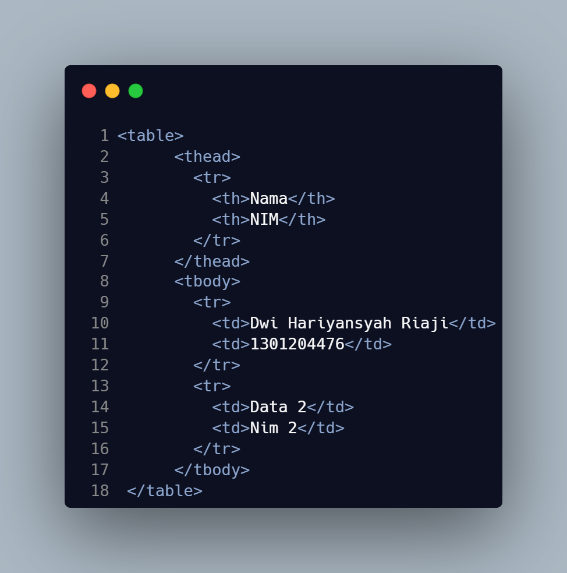 1 <table>
2       <thead>
3         <tr>
4           <th>Nama</th>
5           <th>NIM</th>
6         </tr>
7       </thead>
8       <tbody>
9         <tr>
10           <td>Dwi Hariyansyah Riaji</td>
11           <td>1301204476</td>
12         </tr>
13         <tr>
14           <td>Data 2</td>
15           <td>Nim 2</td>
16         </tr>
17       </tbody>
18  </table>